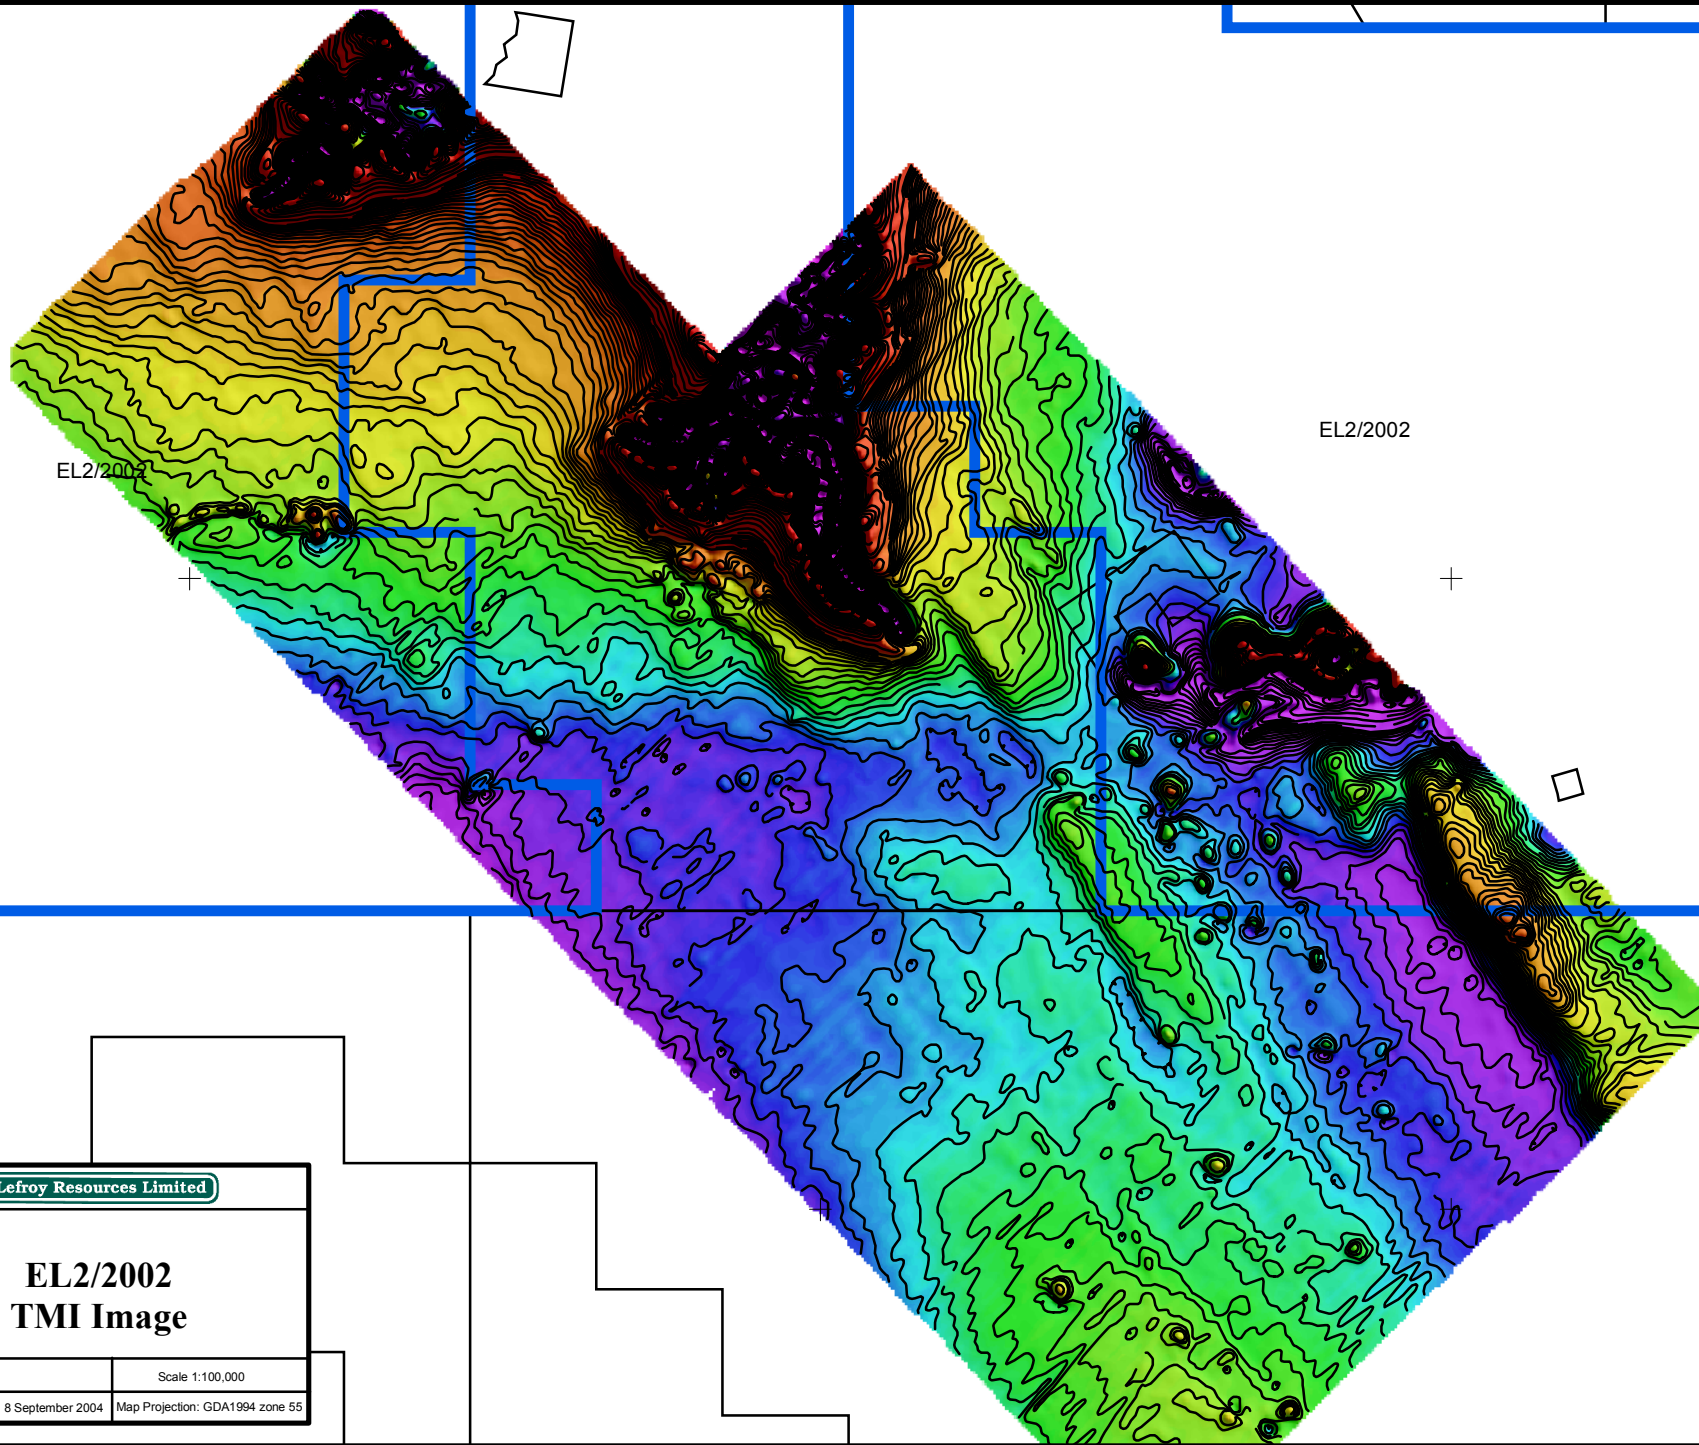 EL2/2002
EL2/2002
Lefroy Resources Limited
EL2/2002
TMI Image
Scale 1:100,000
8 September 2004
Map Projection: GDA1994 zone 55